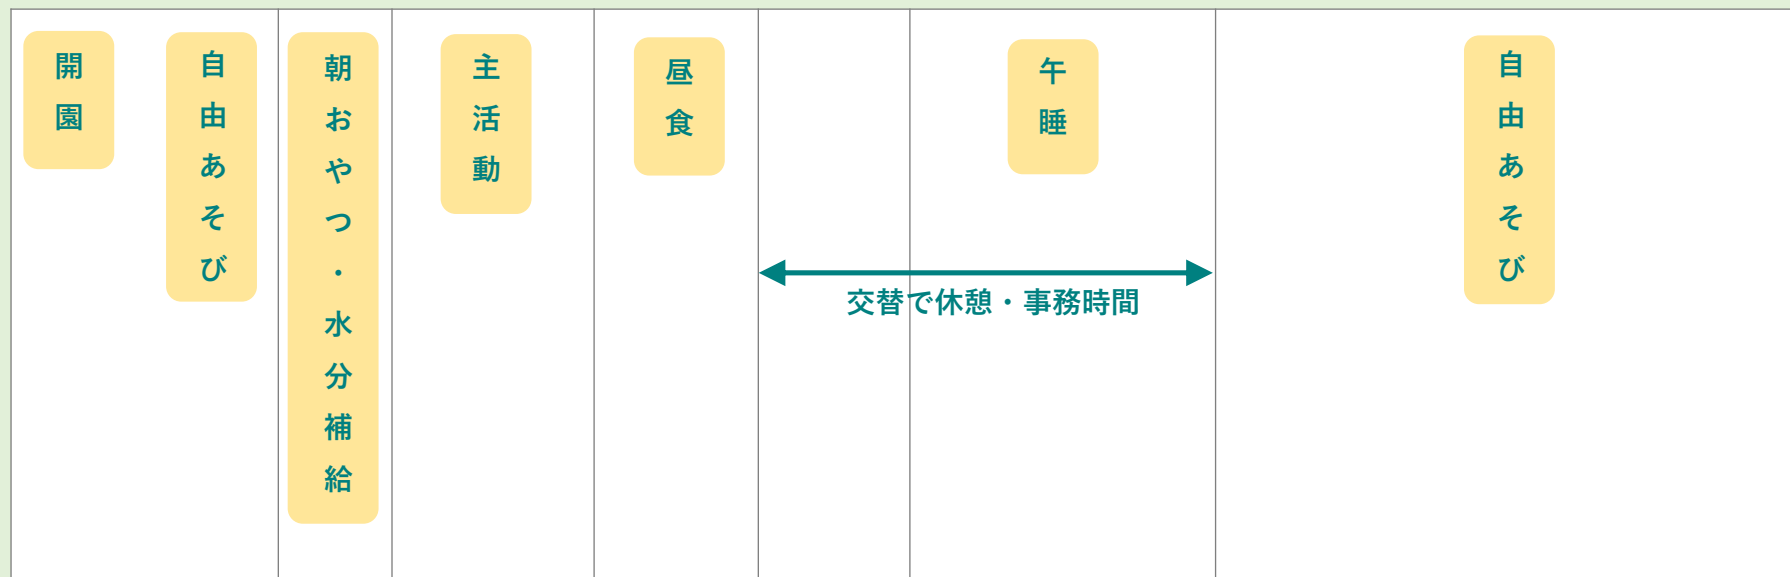 開園
自由あそび
朝おやつ・水分補給
主活動
昼食
午睡
交替で休憩・事務時間
自由あそび